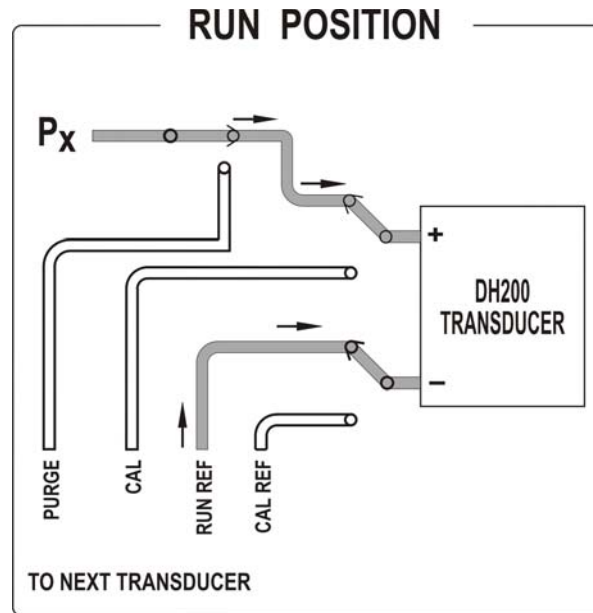 RUN POSITION
Px
+
DH200
TRANSDUCER
−
PURGE
CAL
RUN REF
CAL REF
TO NEXT TRANSDUCER